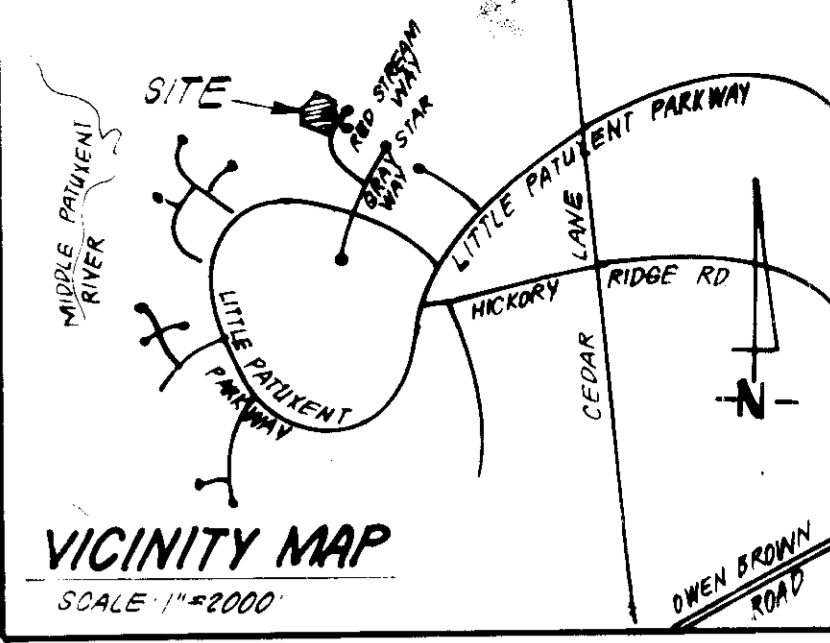 SITE
RED STREAM
WAY
GRAY STAR
WAY
MIDDLE PATUXENT
RIVER
LITTLE PATUXENT PARKWAY
CEDAR LANE
HICKORY RIDGE RD
LITTLE PATUXENT
PARKWAY
N
VICINITY MAP
SCALE 1"=2000'
OWEN BROWN
ROAD